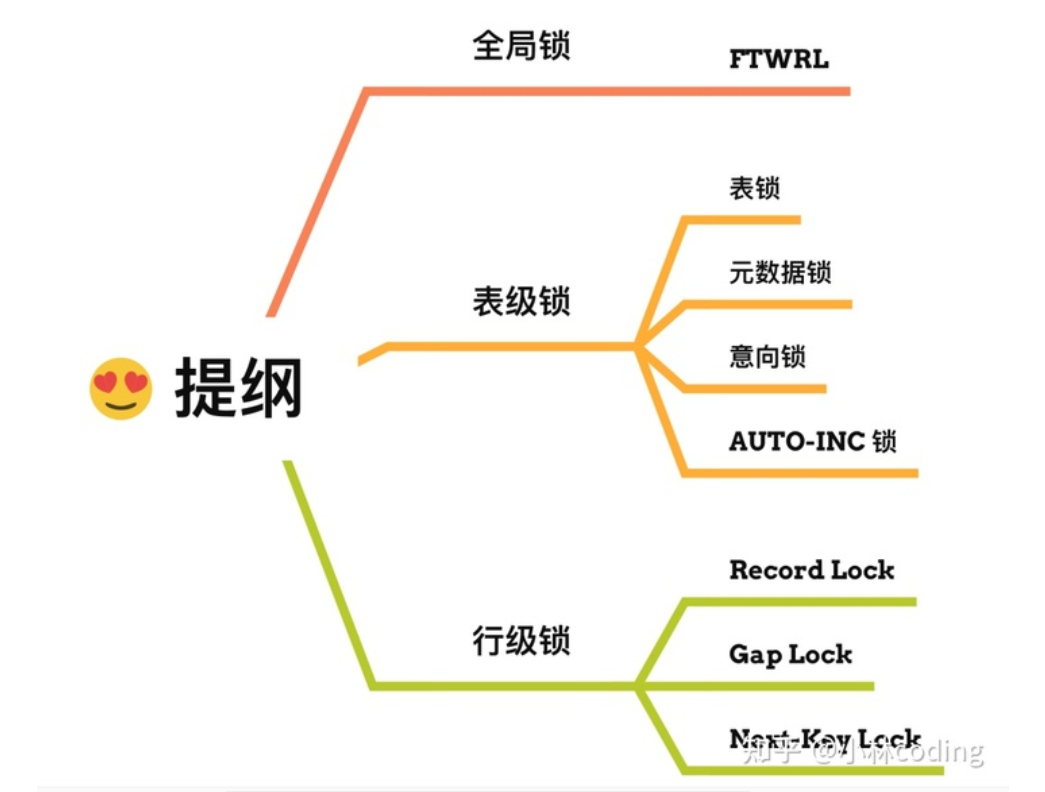 全局锁
FTWRL
表锁
元数据锁
表级锁
意向锁
提纲
AUTO-INC 锁
Record Lock
行级锁
Gap Lock
Next-Key Lock
知乎 @小林coding